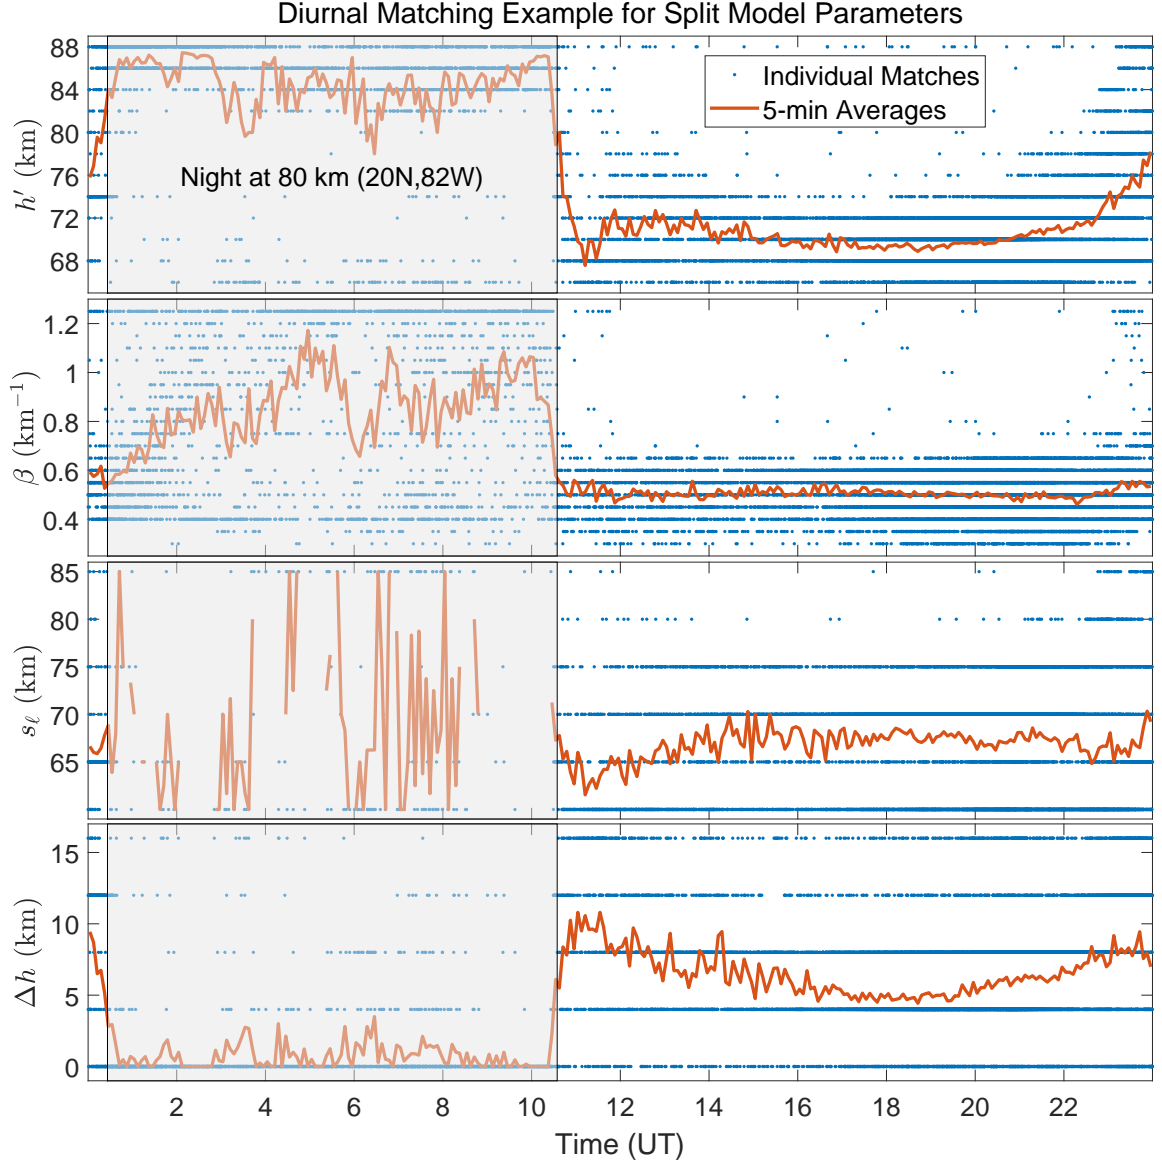 Diurnal Matching Example for Split Model Parameters
88
84
80
76
72
68
h′ (km)
Individual Matches
5-min Averages
Night at 80 km (20N,82W)
1.2
1
0.8
0.6
0.4
β (km⁻¹)
85
80
75
70
65
sℓ (km)
15
10
5
0
Δh (km)
2 4 6 8 10 12 14 16 18 20 22
Time (UT)